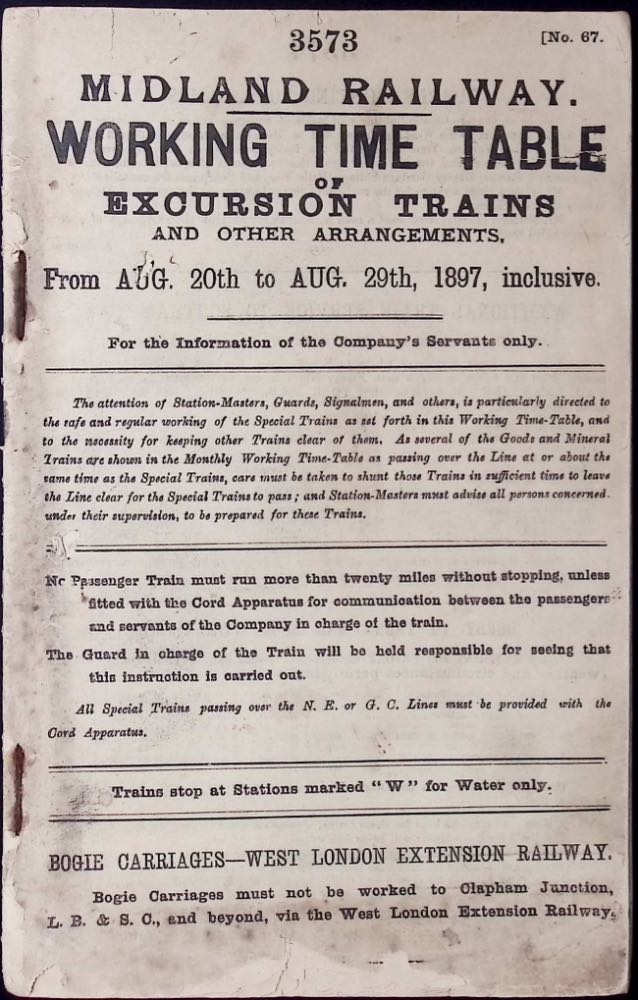 3573
[No. 67.
MIDLAND RAILWAY.
WORKING TIME TABLE
OF
EXCURSION TRAINS
AND OTHER ARRANGEMENTS,
From AUG. 20th to AUG. 29th, 1897, inclusive.
For the Information of the Company's Servants only.
The attention of Station-Masters, Guards, Signalmen, and others, is particularly directed to
the safe and regular working of the Special Trains as set forth in this Working Time-Table, and
to the necessity for keeping other Trains clear of them. As several of the Goods and Mineral
Trains are shown in the Monthly Working Time-Table as passing over the Line at or about the
same time as the Special Trains, care must be taken to shunt those Trains in sufficient time to leave
the Line clear for the Special Trains to pass; and Station-Masters must advise all persons concerned.
under their supervision, to be prepared for these Trains.
No Passenger Train must run more than twenty miles without stopping, unless
fitted with the Cord Apparatus for communication between the passengers
and servants of the Company in charge of the train.
The Guard in charge of the Train will be held responsible for seeing that
this instruction is carried out.
All Special Trains passing over the N. E. or G. C. Lines must be provided with the
Cord Apparatus.
Trains stop at Stations marked "W" for Water only.
BOGIE CARRIAGES—WEST LONDON EXTENSION RAILWAY.
Bogie Carriages must not be worked to Clapham Junction,
L. B. & S. C., and beyond, via the West London Extension Railway.